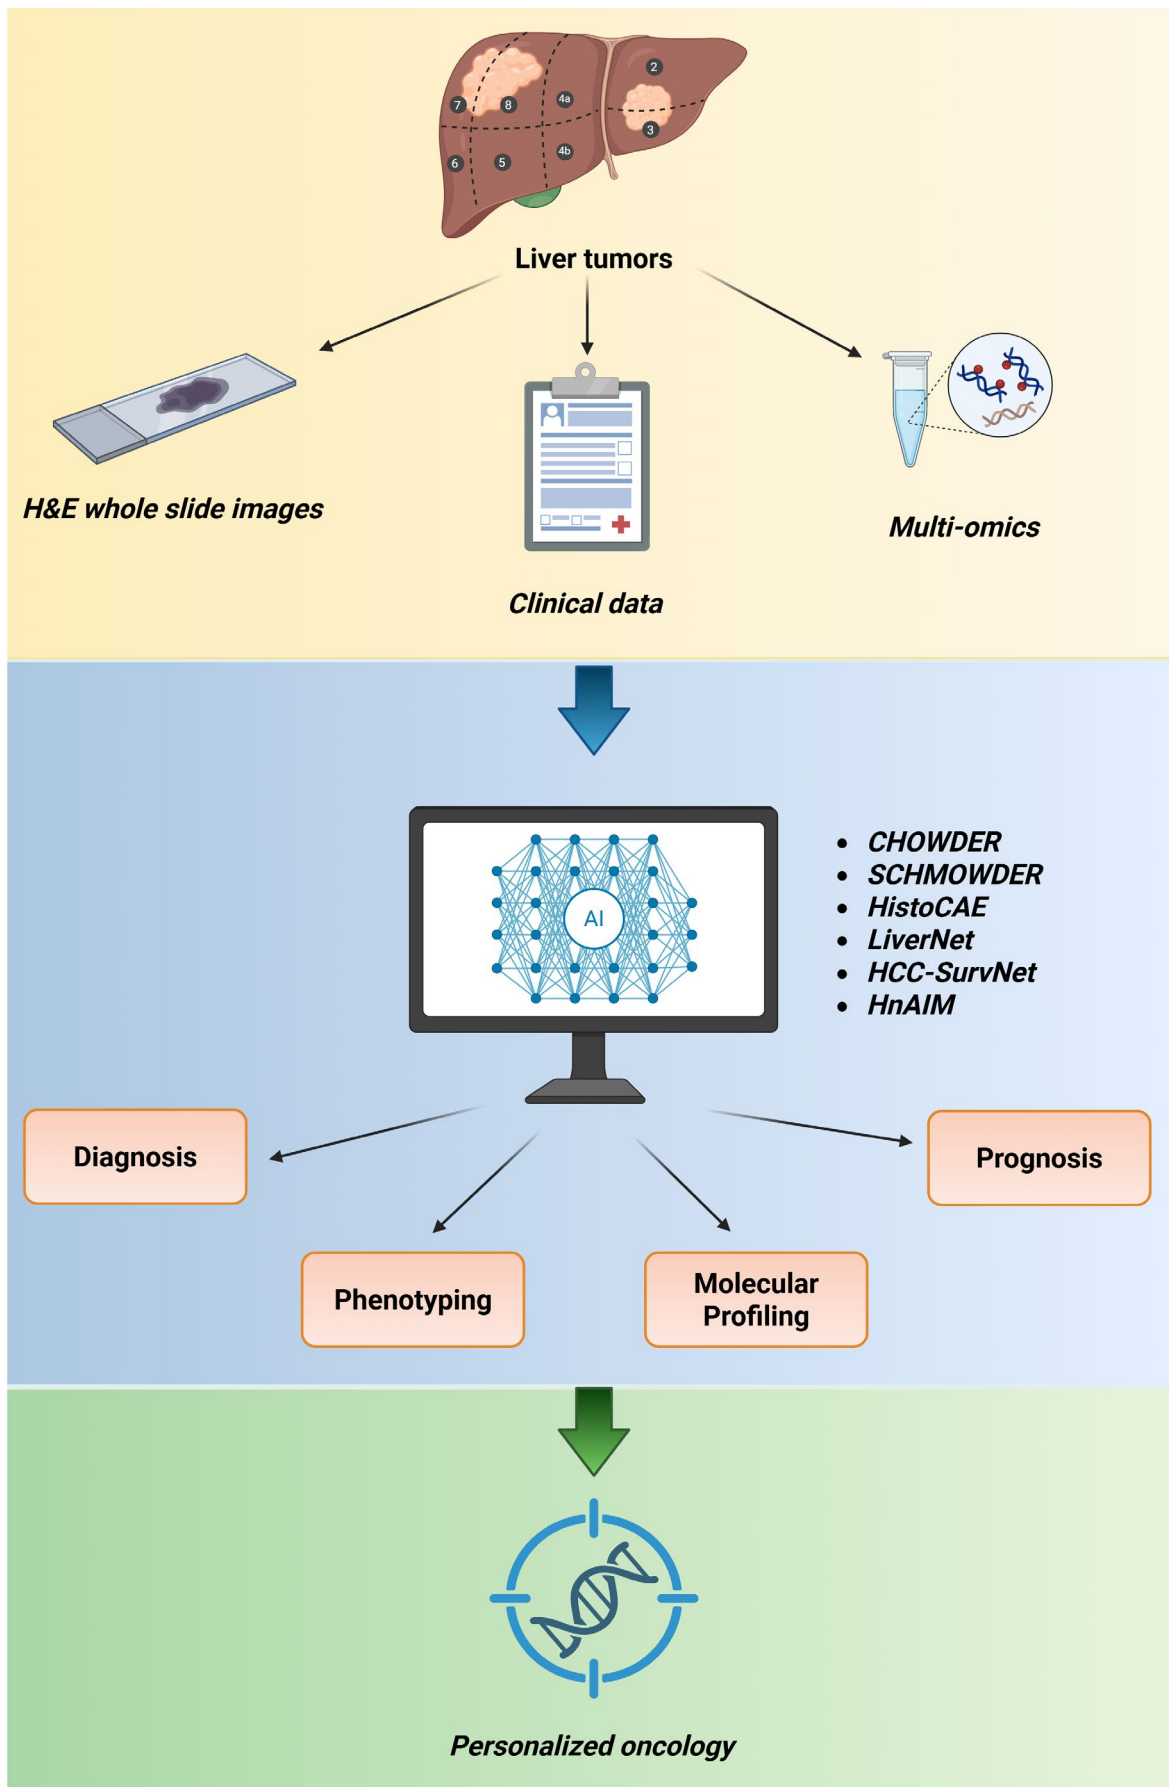 2
7
8
4a
3
6
5
4b
Liver tumors
H&E whole slide images
Clinical data
Multi-omics
AI
• CHOWDER
• SCHMOWDER
• HistoCAE
• LiverNet
• HCC-SurvNet
• HnAIM
Diagnosis
Prognosis
Phenotyping
Molecular
Profiling
Personalized oncology